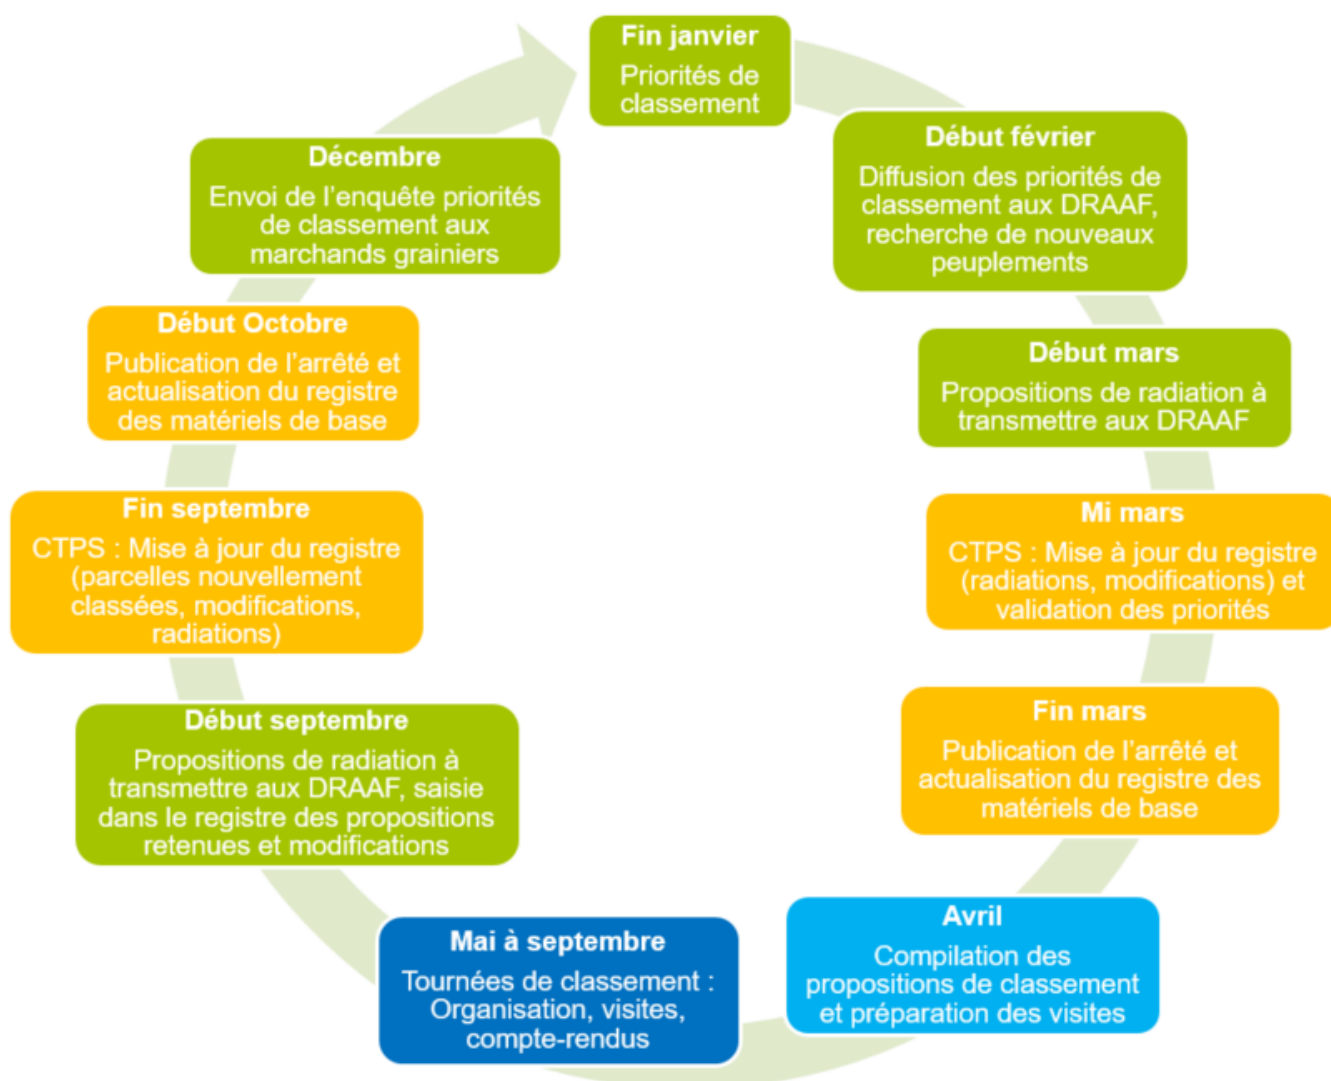 Fin janvier
Priorités de
classement
Début février
Diffusion des priorités de
classement aux DRAAF,
recherche de nouveaux
peuplements
Début mars
Propositions de radiation à
transmettre aux DRAAF
Mi mars
CTPS : Mise à jour du registre
(radiations, modifications) et
validation des priorités
Fin mars
Publication de l'arrêté et
actualisation du registre des
matériels de base
Avril
Compilation des
propositions de classement
et préparation des visites
Mai à septembre
Tournées de classement :
Organisation, visites,
compte-rendus
Début septembre
Propositions de radiation à
transmettre aux DRAAF, saisie
dans le registre des propositions
retenues et modifications
Fin septembre
CTPS : Mise à jour du registre
(parcelles nouvellement
classées, modifications,
radiations)
Début Octobre
Publication de l'arrêté et
actualisation du registre
des matériels de base
Décembre
Envoi de l'enquête priorités
de classement aux
marchands grainiers